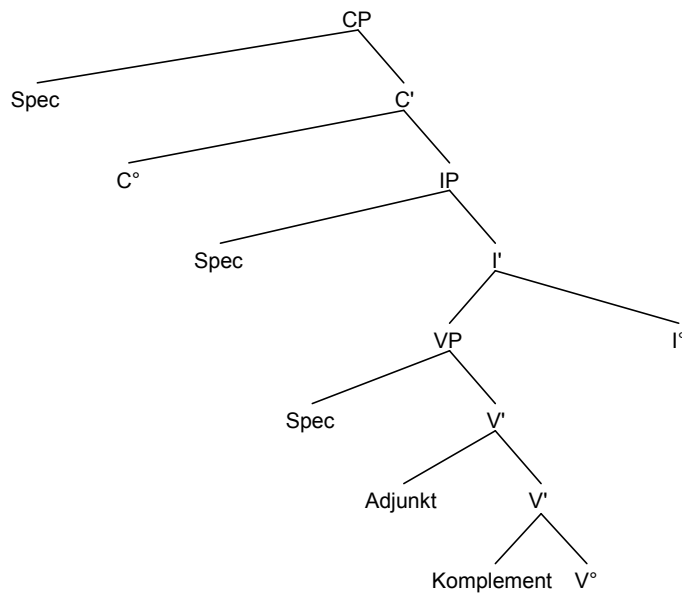 CP
Spec C'
C° IP
Spec I'
VP I°
Spec V'
Adjunkt V'
Komplement V°